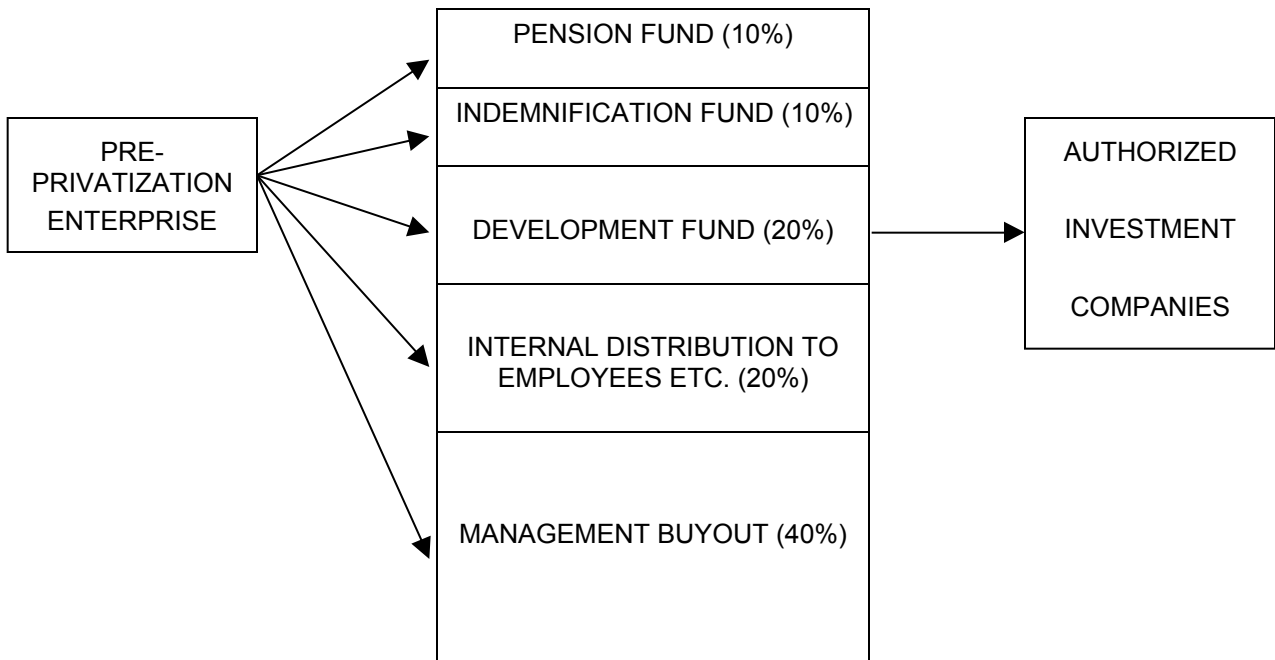 PENSION FUND (10%)
INDEMNIFICATION FUND (10%)
PRE-
PRIVATIZATION
ENTERPRISE
DEVELOPMENT FUND (20%)
INTERNAL DISTRIBUTION TO
EMPLOYEES ETC. (20%)
MANAGEMENT BUYOUT (40%)
AUTHORIZED
INVESTMENT
COMPANIES